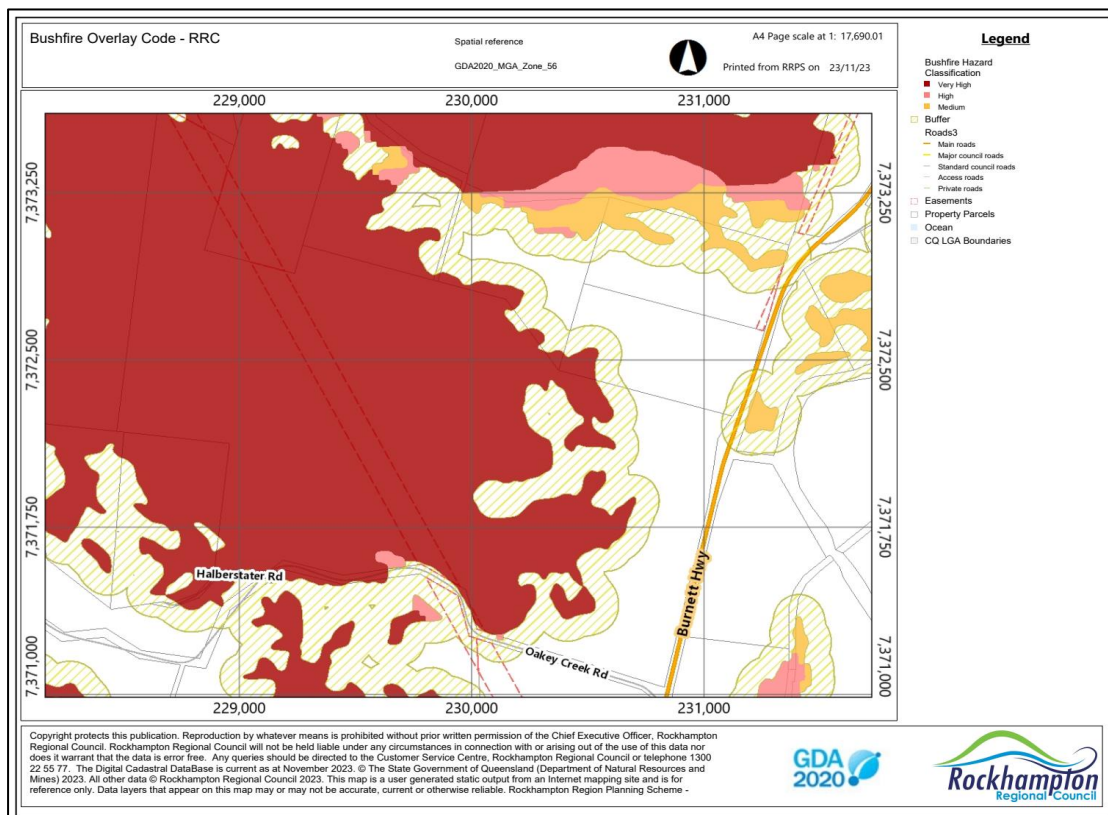 Bushfire Overlay Code - RRC
Spatial reference
GDA2020_MGA_Zone_56
A4 Page scale at 1: 17,690.01
Printed from RRPS on 23/11/23
Legend
Bushfire Hazard
Classification
Very High
High
Medium
Buffer
Roads3
Main roads
Major council roads
Standard council roads
Access roads
Private roads
Easements
Property Parcels
Ocean
CQ LGA Boundaries
229,000 230,000 231,000
7,373,250 7,373,250
7,372,500 7,372,500
7,371,750 7,371,750
Halberstater Rd
Burnett Hwy
Oakey Creek Rd
7,371,000 7,371,000
229,000 230,000 231,000
Copyright protects this publication. Reproduction by whatever means is prohibited without prior written permission of the Chief Executive Officer, Rockhampton
Regional Council. Rockhampton Regional Council will not be held liable under any circumstances in connection with or arising out of the use of this data nor
does it warrant that the data is error free. Any queries should be directed to the Customer Service Centre, Rockhampton Regional Council or telephone 1300
22 55 77. The Digital Cadastral DataBase is current as at November 2023. © The State Government of Queensland (Department of Natural Resources and
Mines) 2023. All other data © Rockhampton Regional Council 2023. This map is a user generated static output from an Internet mapping site and is for
reference only. Data layers that appear on this map may or may not be accurate, current or otherwise reliable. Rockhampton Region Planning Scheme -
GDA
2020
Rockhampton
Regional Council